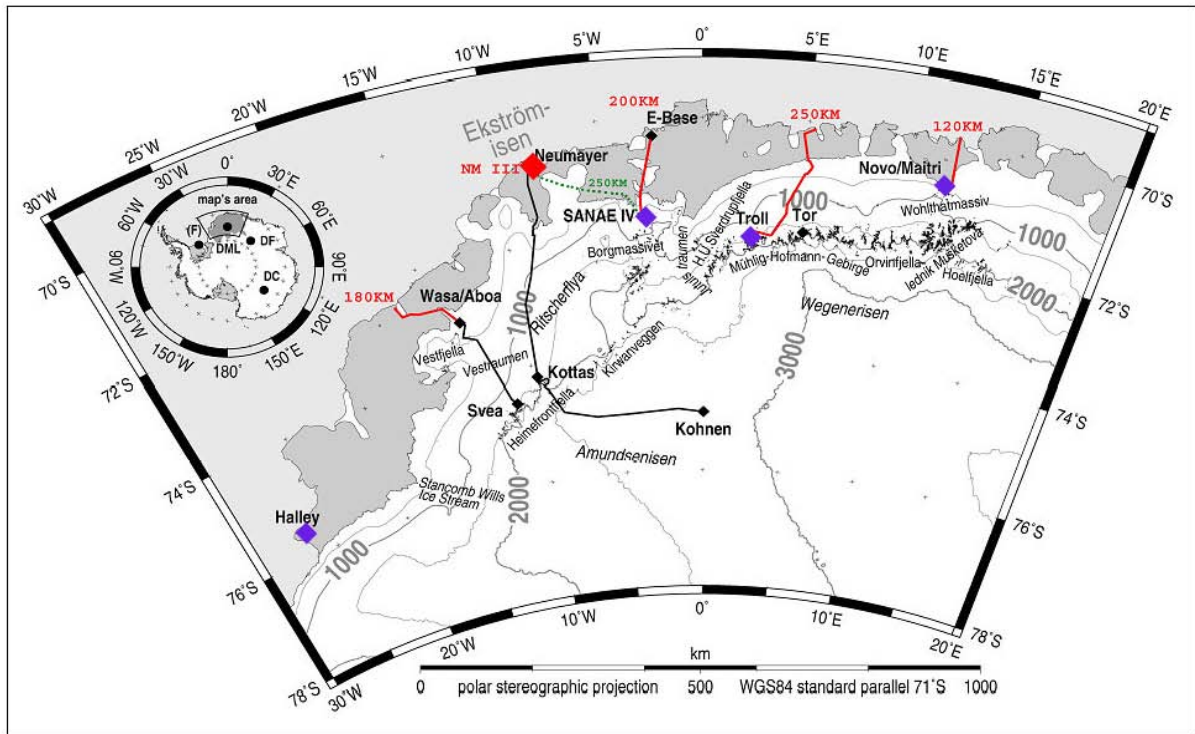 0°
5°W
5°E
10°W
10°E
15°W
15°E
20°W
20°E
25°W
30°W
200KM
E-Base
250KM
120KM
Ekström-
isen
Neumayer
NM III
250KM
SANAE IV
Novo/Maitri
70°S
Wohlthatmassiv
1000
1000
H.U. Sverdrupfjella
Troll
Tor
Borgmassivet
Jutulstraumen
Mühlig-Hofmann-Gebirge
Orvinfjella
lednik Mušketova
Hoelfjella
2000
72°S
Wegenerisen
0°
30°W
30°E
map's area
60°W
60°E
(F)
DML
DF
90°W
90°E
DC
120°W
120°E
150°W
150°E
180°
70°S
180KM
Wasa/Aboa
1000
Ritscherflya
Vestfjella
Vestraumen
Kirwanveggen
3000
72°S
Kottas
Svea
Heimefrontfjella
Kohnen
74°S
Amundsenisen
74°S
Stancomb Wills
Ice Stream
2000
Halley
1000
76°S
76°S
78°S
78°S
30°W
20°W
10°W
0°
10°E
20°E
km
0
polar stereographic projection
500
WGS84 standard parallel 71°S
1000